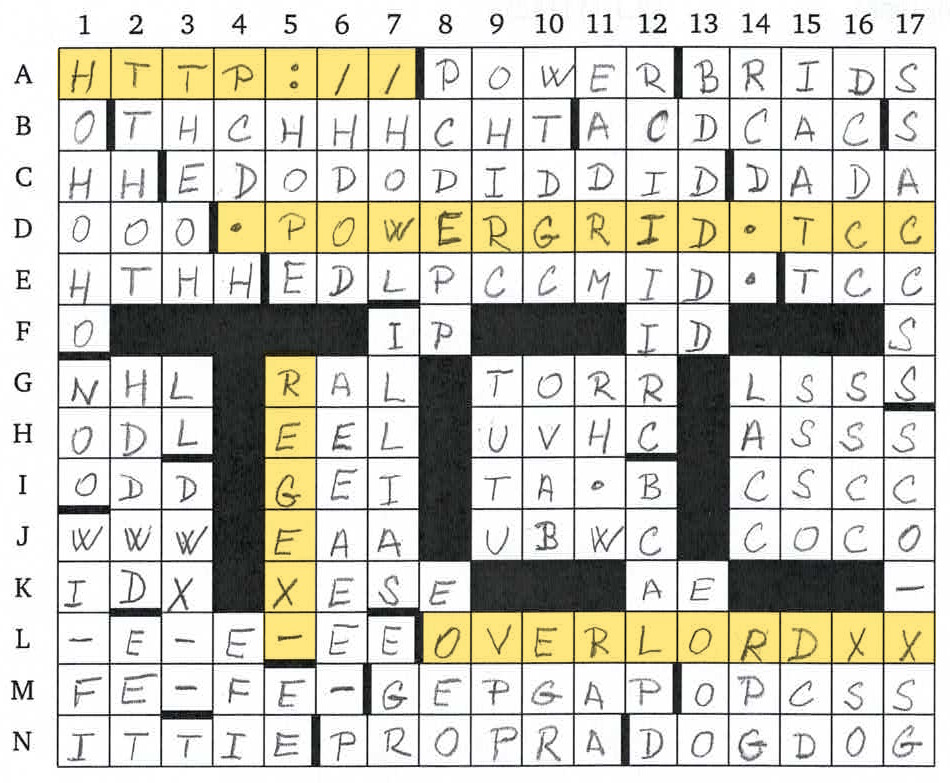 1 2 3 4 5 6 7 8 9 10 11 12 13 14 15 16 17
A H T T P : / / P O W E R B R I D S
B O T H C H H H C H T A C D C A C S
C H H E D O D O D I D D I D D A D A
D O O O . P O W E R G R I D . T C C
E H T H H E D L P C C M I D . T C C
F O I P I D S
G N H L R A L T O R R L S S S
H O D L E E L U V H C A S S S
I O D D G E I T A . B C S C C
J W W W E A A U B W C C O C O
K I D X X E S E A E -
L - E - E - E E O V E R L O R D X X
M F E - F E - G E P G A P O P C S S
N I T T I E P R O P R A D O G D O G